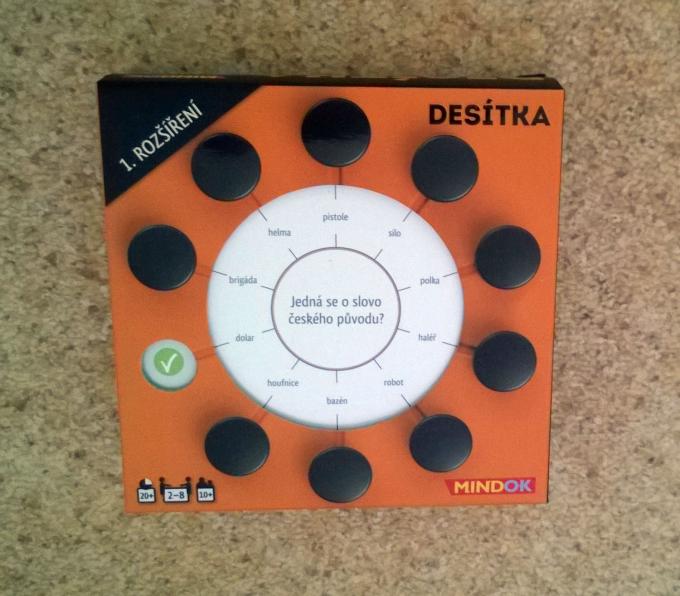 1. ROZŠÍŘENÍ
DESÍTKA
pistole
helma
silo
brigáda
polka
Jedná se o slovo
českého původu?
dolar
haléř
houfnice
robot
bazén
20+
2–8
10+
MINDOK